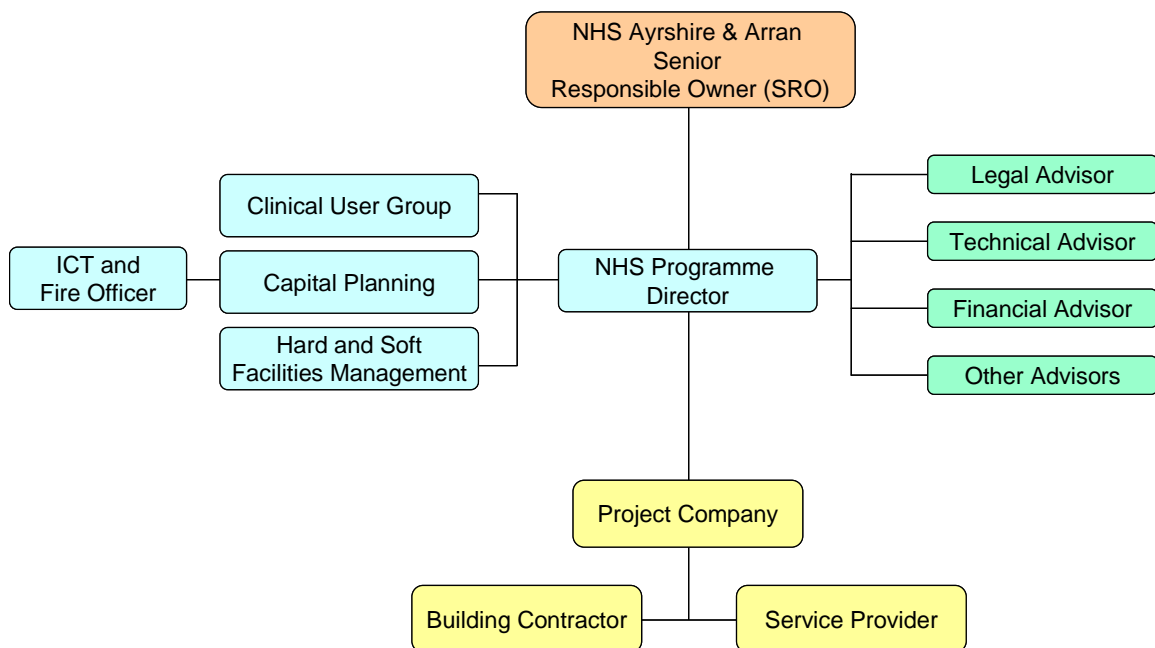 NHS Ayrshire & Arran
Senior
Responsible Owner (SRO)
Legal Advisor
Clinical User Group
Technical Advisor
ICT and
Fire Officer
Capital Planning
NHS Programme
Director
Financial Advisor
Hard and Soft
Facilities Management
Other Advisors
Project Company
Building Contractor
Service Provider